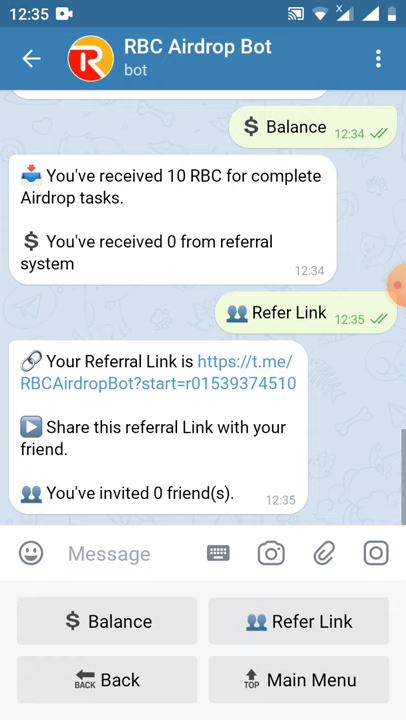 12:35
RBC Airdrop Bot
bot
$ Balance 12:34
You've received 10 RBC for complete
Airdrop tasks.
$ You've received 0 from referral
system
12:34
Refer Link 12:35
Your Referral Link is https://t.me/
RBCAirdropBot?start=r01539374510
Share this referral Link with your
friend.
You've invited 0 friend(s). 12:35
Message
$ Balance
Refer Link
BACK Back
TOP Main Menu